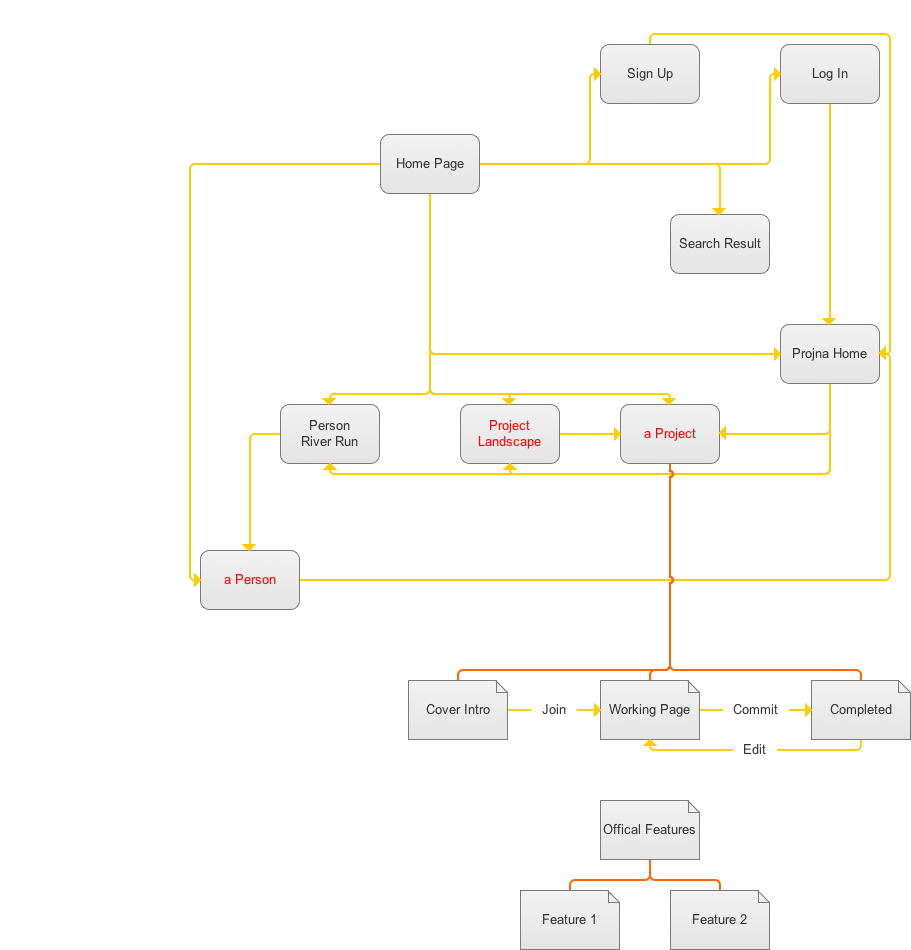 Sign Up
Log In
Home Page
Search Result
Projna Home
Person
River Run
Project
Landscape
a Project
a Person
Cover Intro
Join
Working Page
Commit
Completed
Edit
Offical Features
Feature 1
Feature 2